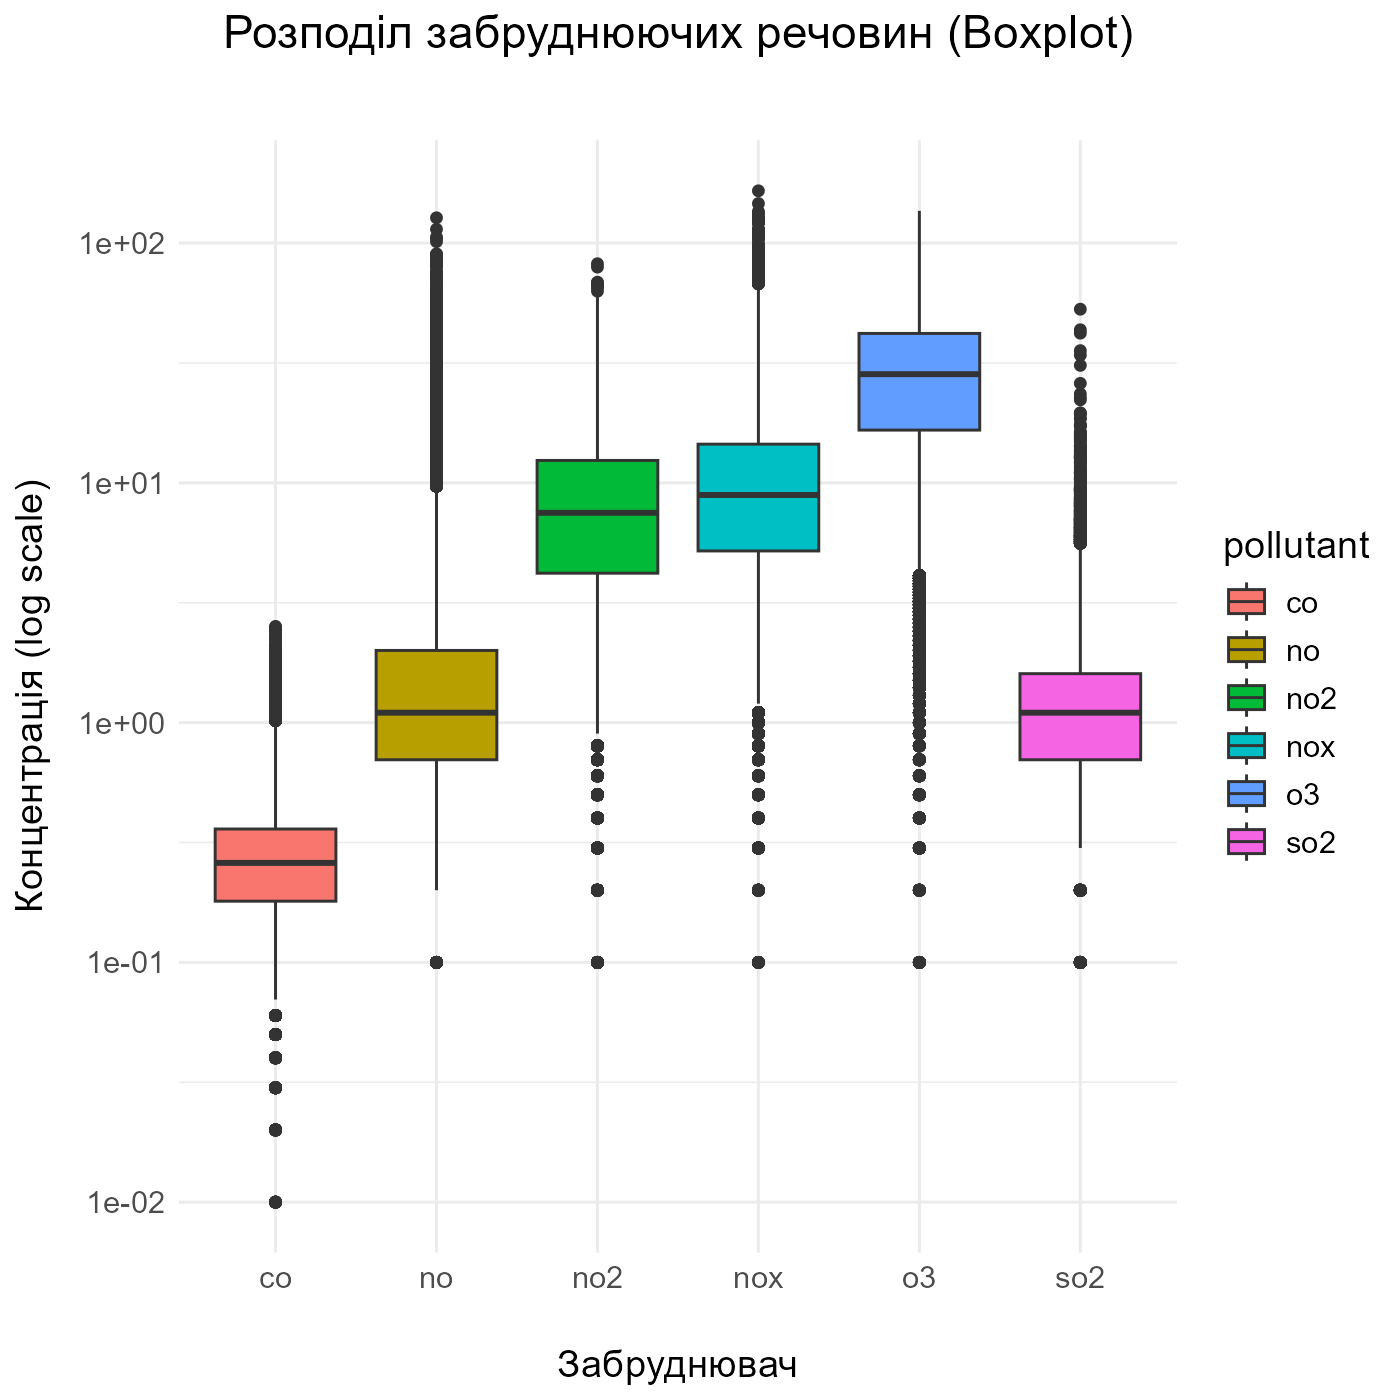 Розподіл забруднюючих речовин (Boxplot)
Концентрація (log scale)
1e+02
1e+01
1e+00
1e-01
1e-02
co
no
no2
nox
o3
so2
Забруднювач
pollutant
co
no
no2
nox
o3
so2